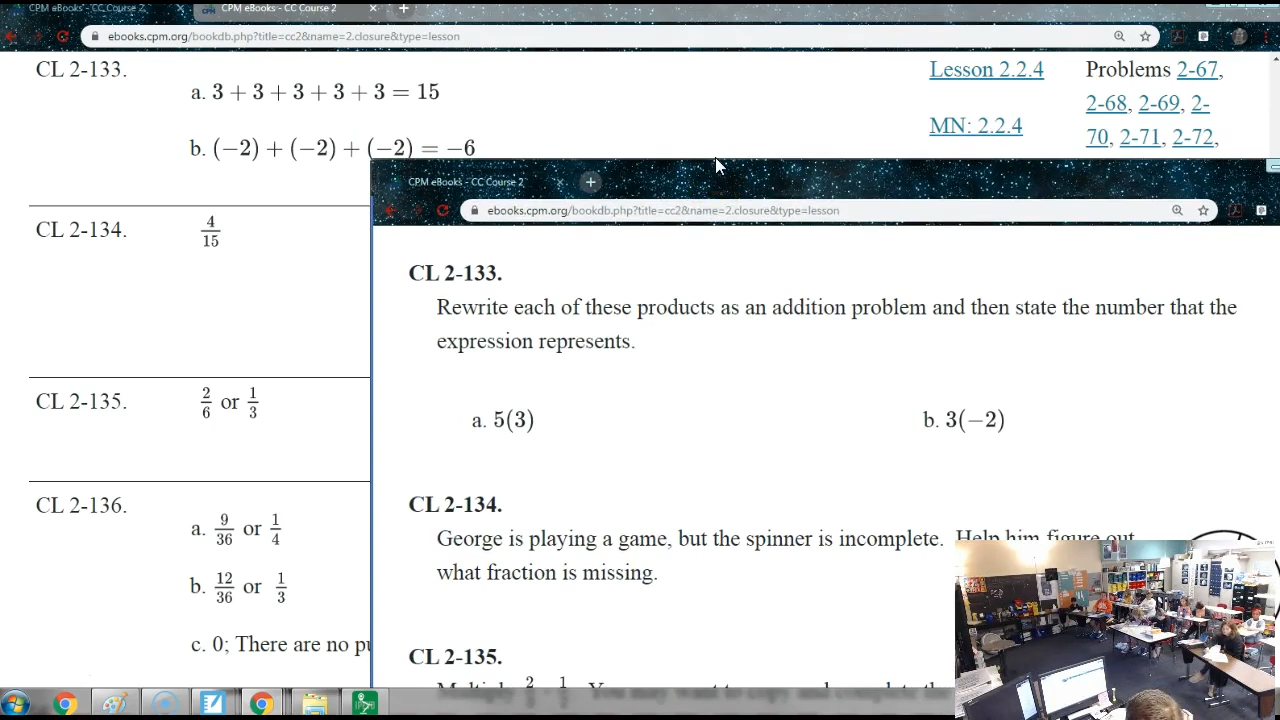 CPM eBooks - CC Course 2
CPM eBooks - CC Course 2
ebooks.cpm.org/bookdb.php?title=cc2&name=2.closure&type=lesson
CL 2-133.
a. 3 + 3 + 3 + 3 + 3 = 15
b. (−2) + (−2) + (−2) = −6
Lesson 2.2.4
MN: 2.2.4
Problems 2-67,
2-68, 2-69, 2-
70, 2-71, 2-72,
CL 2-134.
4/15
CL 2-135.
2/6 or 1/3
CL 2-136.
a. 9/36 or 1/4
b. 12/36 or 1/3
c. 0; There are no
CPM eBooks - CC Course 2
ebooks.cpm.org/bookdb.php?title=cc2&name=2.closure&type=lesson
CL 2-133.
Rewrite each of these products as an addition problem and then state the number that the
expression represents.
a. 5(3)
b. 3(−2)
CL 2-134.
George is playing a game, but the spinner is incomplete. Help him figure out
what fraction is missing.
CL 2-135.